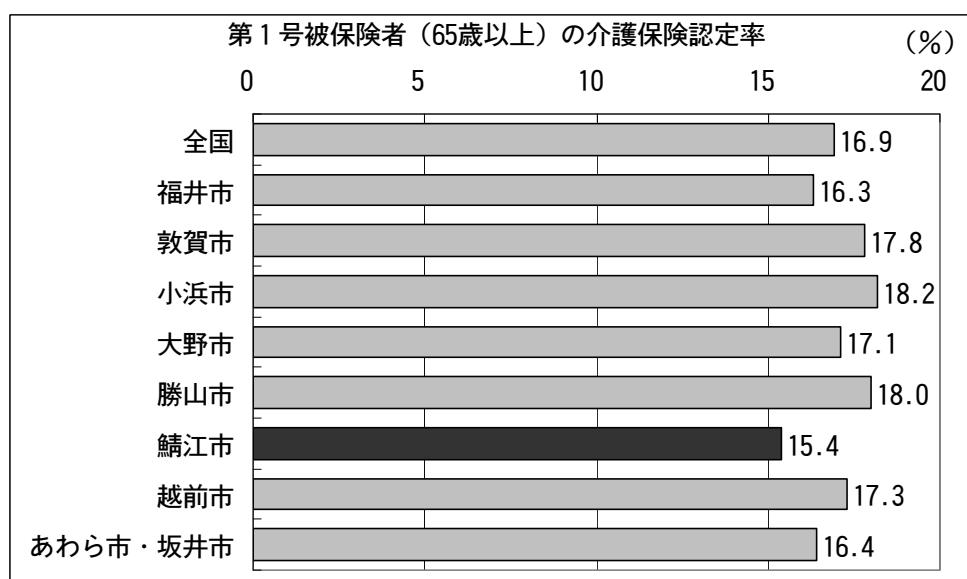 第1号被保険者（65歳以上）の介護保険認定率
（％）
0 5 10 15 20
全国 16.9
福井市 16.3
敦賀市 17.8
小浜市 18.2
大野市 17.1
勝山市 18.0
鯖江市 15.4
越前市 17.3
あわら市・坂井市 16.4